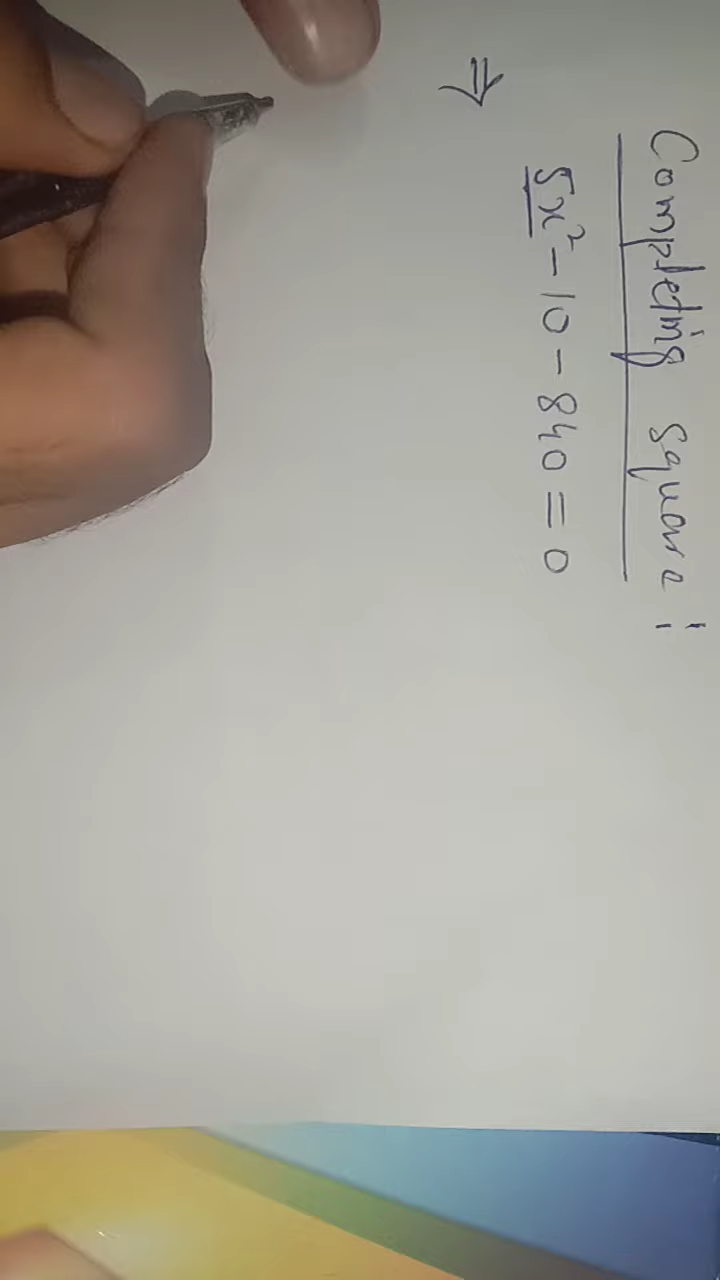 Completing square:
5x² - 10 - 840 = 0
⇒